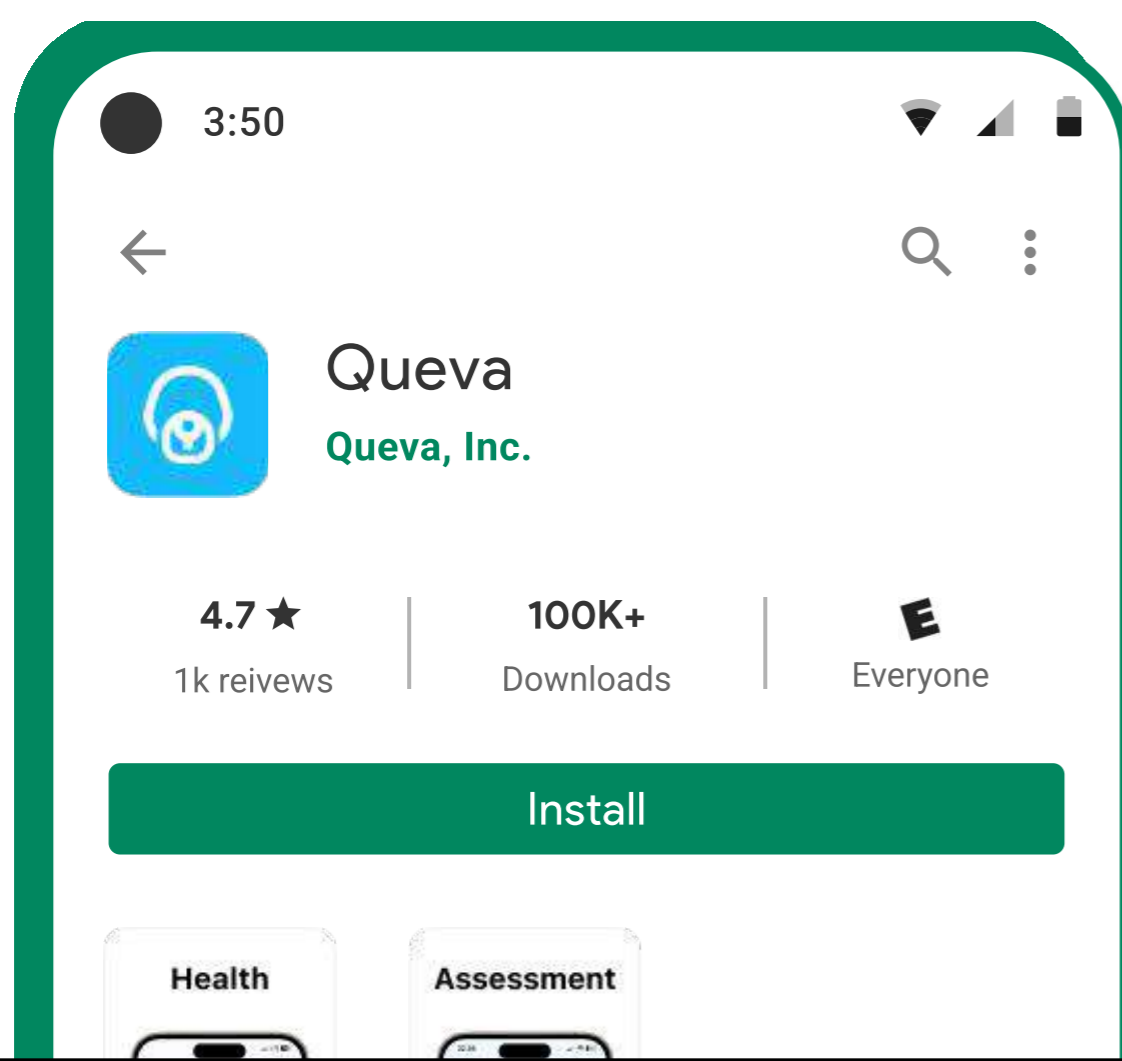 3:50
Queva
Queva, Inc.
4.7 ★ 100K+ E
1k reivews Downloads Everyone
Install
Health Assessment